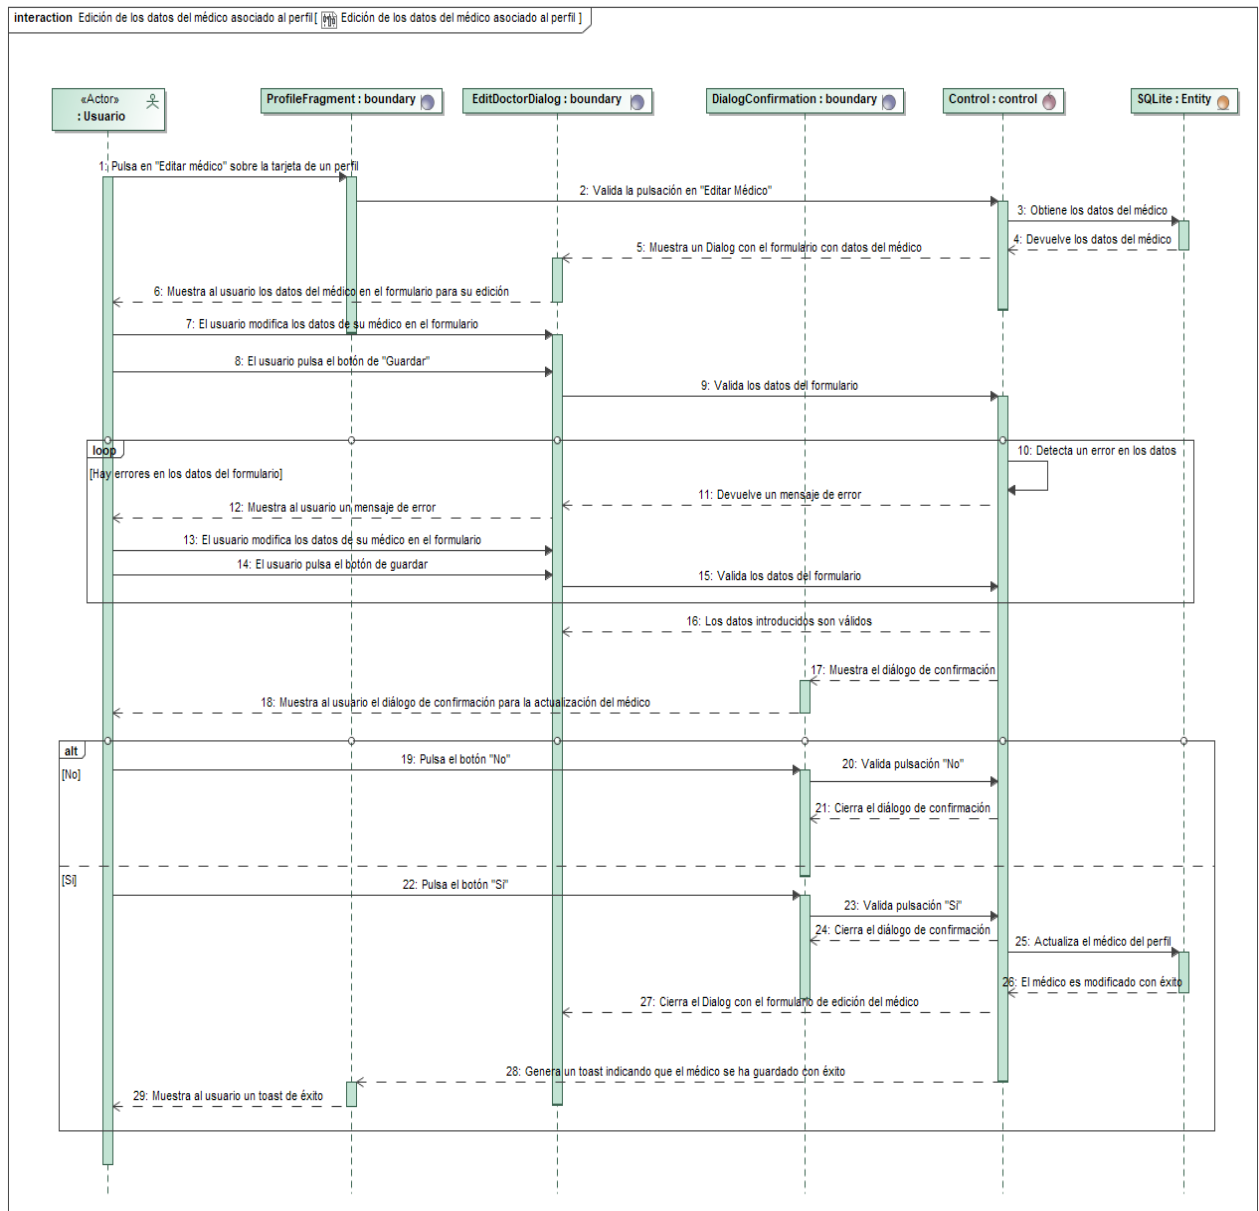 interaction Edición de los datos del médico asociado al perfil[ Edición de los datos del médico asociado al perfil ]
«Actor»
: Usuario
ProfileFragment : boundary
EditDoctorDialog : boundary
DialogConfirmation : boundary
Control : control
SQLite : Entity
1: Pulsa en "Editar médico" sobre la tarjeta de un perfil
2: Valida la pulsación en "Editar Médico"
3: Obtiene los datos del médico
4: Devuelve los datos del médico
5: Muestra un Dialog con el formulario con datos del médico
6: Muestra al usuario los datos del médico en el formulario para su edición
7: El usuario modifica los datos de su médico en el formulario
8: El usuario pulsa el botón de "Guardar"
9: Valida los datos del formulario
loop
[Hay errores en los datos del formulario]
10: Detecta un error en los datos
11: Devuelve un mensaje de error
12: Muestra al usuario un mensaje de error
13: El usuario modifica los datos de su médico en el formulario
14: El usuario pulsa el botón de guardar
15: Valida los datos del formulario
16: Los datos introducidos son válidos
17: Muestra el diálogo de confirmación
18: Muestra al usuario el diálogo de confirmación para la actualización del médico
alt
[No]
19: Pulsa el botón "No"
20: Valida pulsación "No"
21: Cierra el diálogo de confirmación
[Si]
22: Pulsa el botón "Si"
23: Valida pulsación "Si"
24: Cierra el diálogo de confirmación
25: Actualiza el médico del perfil
26: El médico es modificado con éxito
27: Cierra el Dialog con el formulario de edición del médico
28: Genera un toast indicando que el médico se ha guardado con éxito
29: Muestra al usuario un toast de éxito